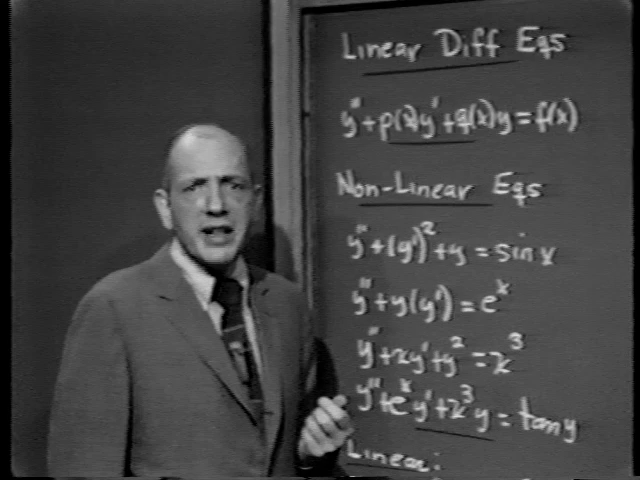 Linear Diff Eqs
y"+p(x)y'+q(x)y=f(x)
Non-Linear Eqs
y"+(y')²+y=sin x
y"+y(y')=eˣ
y"+xy'+y²=x³
y"+eˣy'+x³y=tan y
Linear: